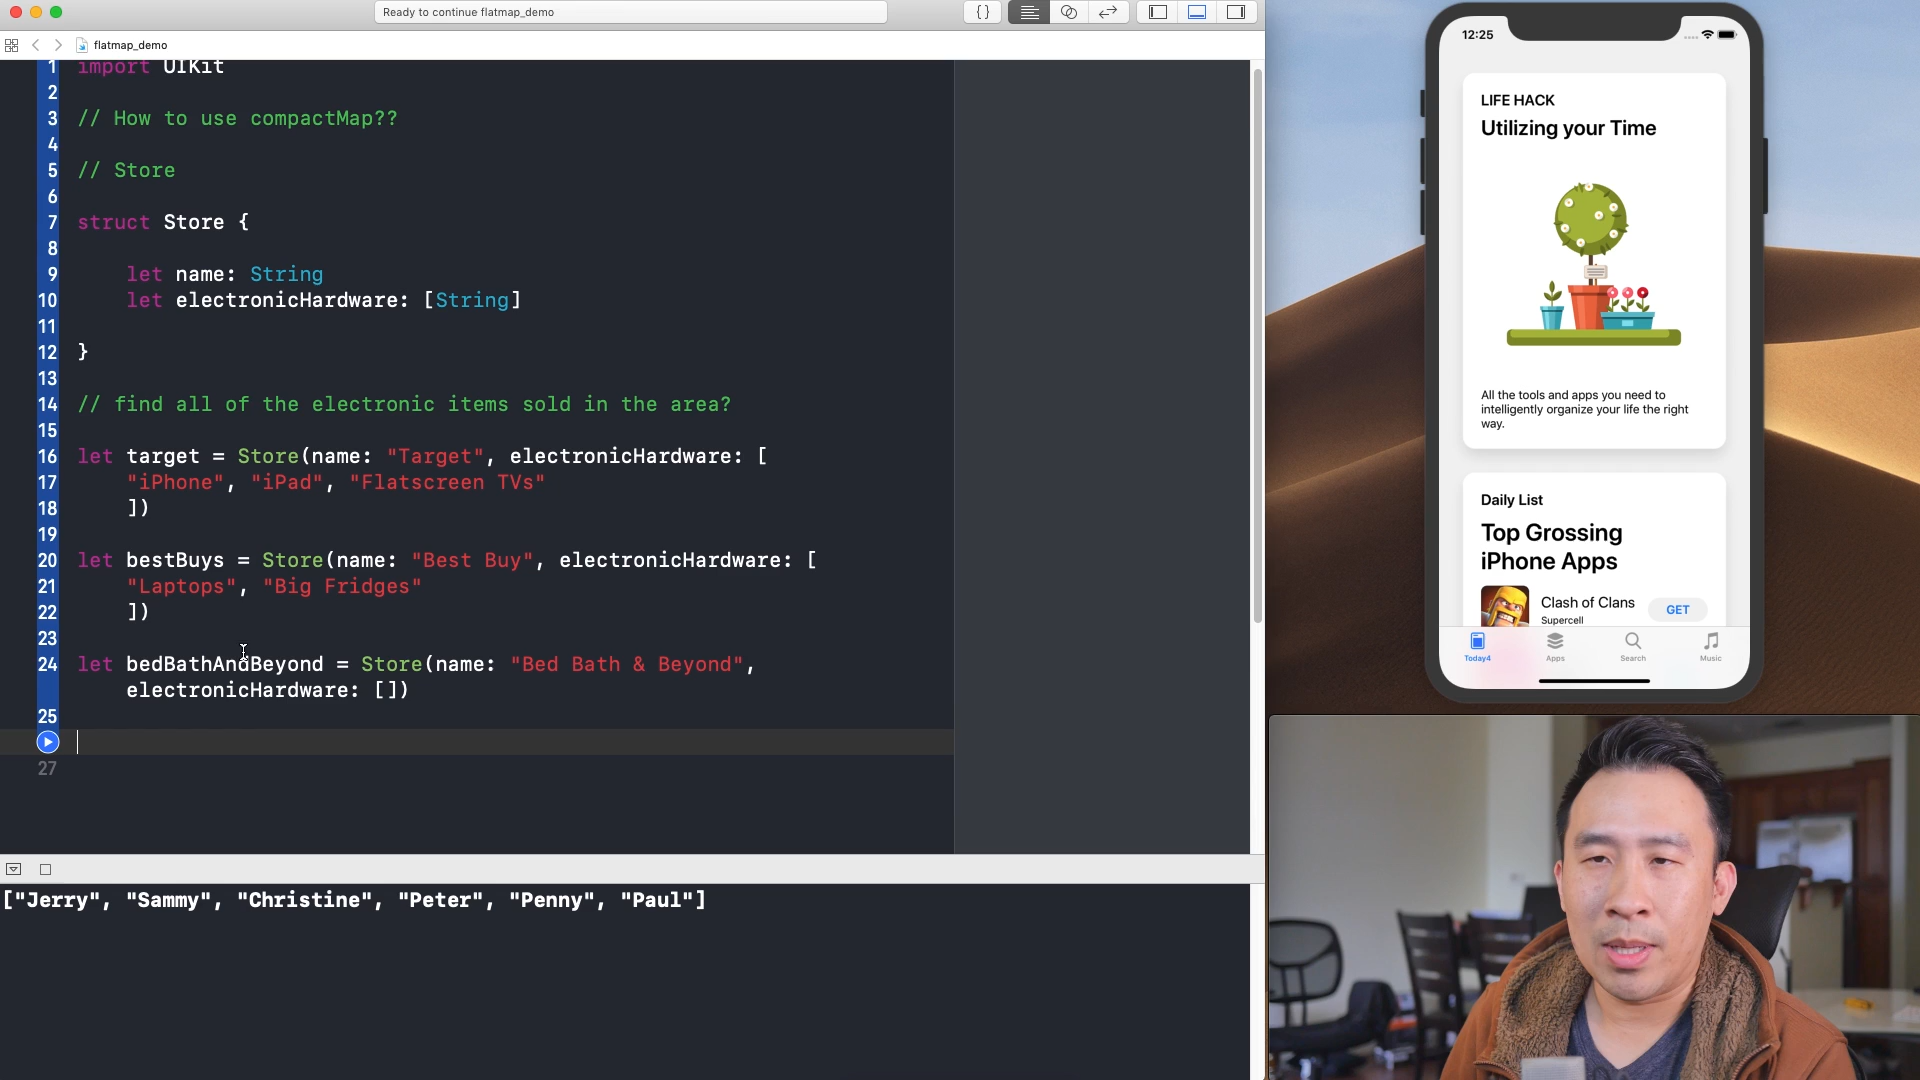 Ready to continue flatmap_demo
{ }
flatmap_demo
1 import UIKit
2
3 // How to use compactMap??
4
5 // Store
6
7 struct Store {
8
9 let name: String
10 let electronicHardware: [String]
11
12 }
13
14 // find all of the electronic items sold in the area?
15
16 let target = Store(name: "Target", electronicHardware: [
17 "iPhone", "iPad", "Flatscreen TVs"
18 ])
19
20 let bestBuys = Store(name: "Best Buy", electronicHardware: [
21 "Laptops", "Big Fridges"
22 ])
23
24 let bedBathAndBeyond = Store(name: "Bed Bath & Beyond",
electronicHardware: [])
25
27
["Jerry", "Sammy", "Christine", "Peter", "Penny", "Paul"]
12:25
LIFE HACK
Utilizing your Time
All the tools and apps you need to
intelligently organize your life the right
way.
Daily List
Top Grossing
iPhone Apps
Clash of Clans
Supercell
GET
Today4
Apps
Search
Music